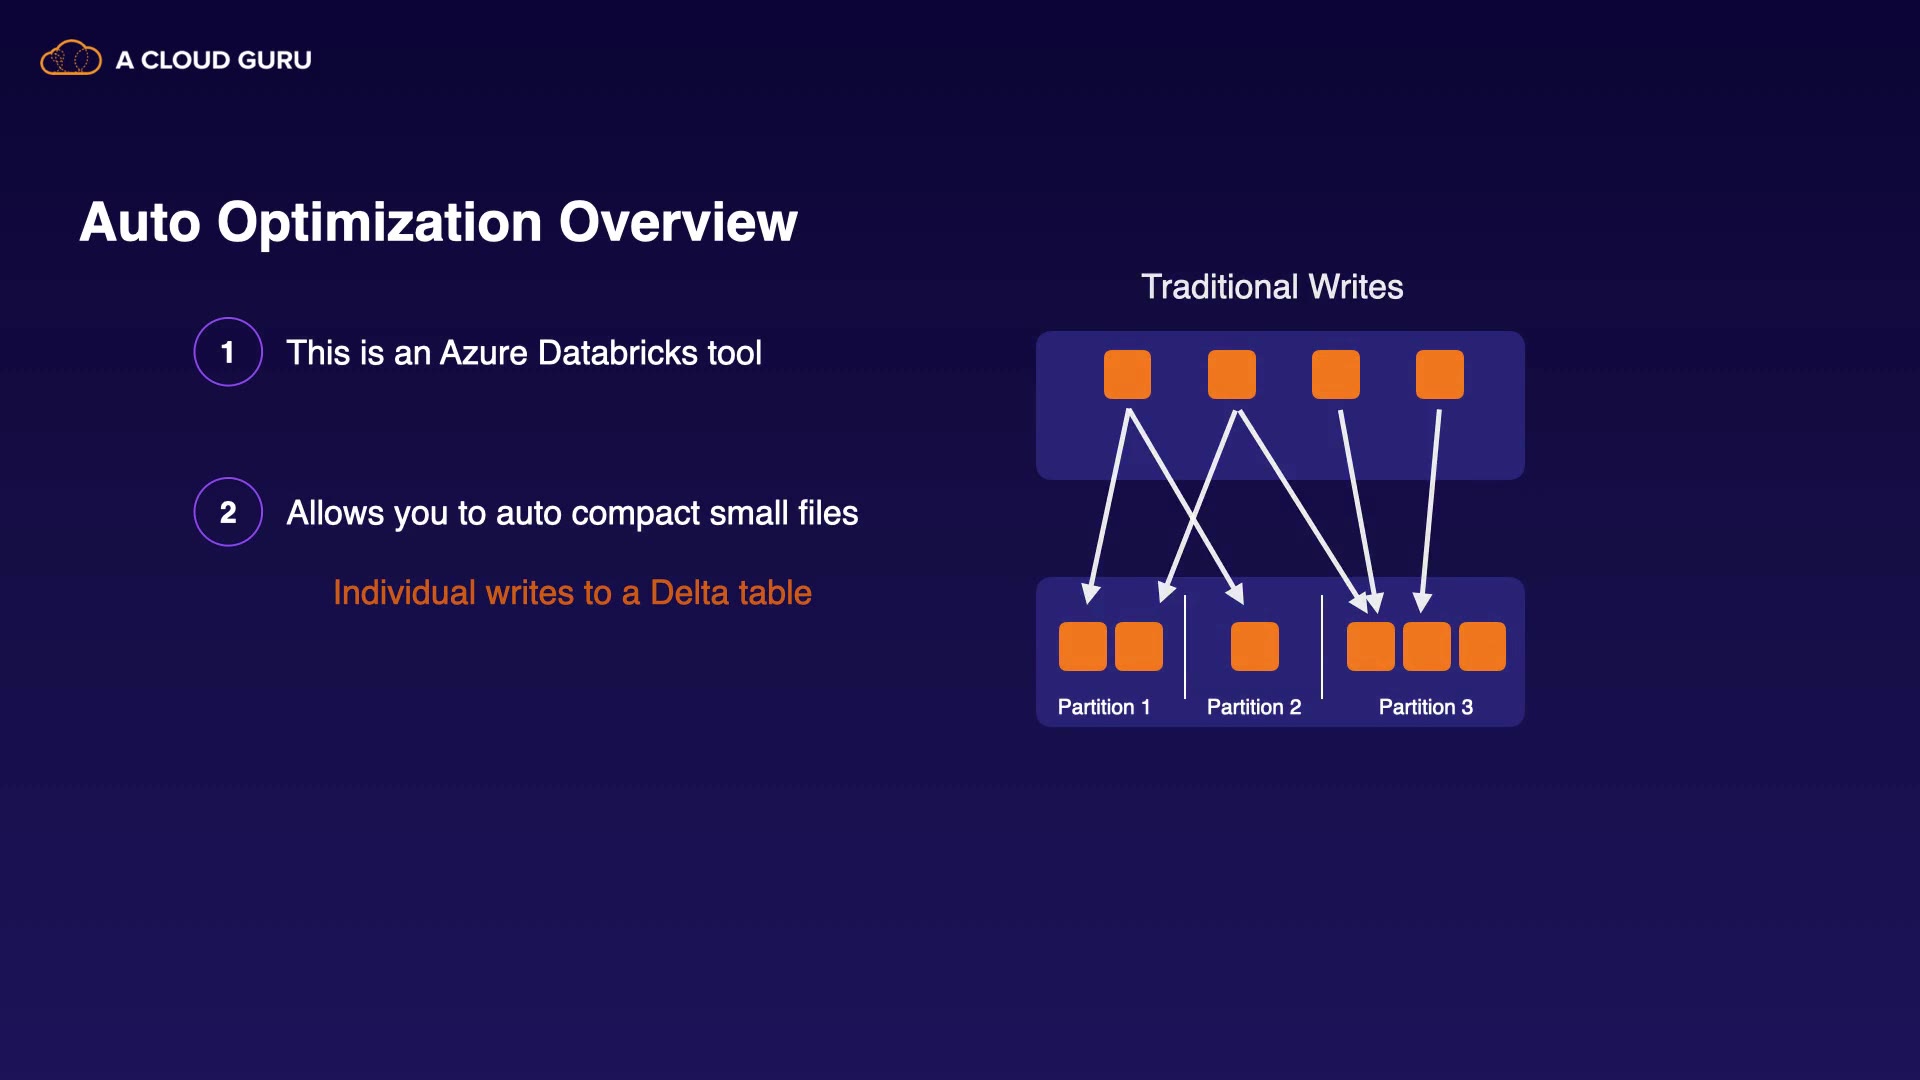 A CLOUD GURU
Auto Optimization Overview
1 This is an Azure Databricks tool
2 Allows you to auto compact small files
Individual writes to a Delta table
Traditional Writes
Partition 1 Partition 2 Partition 3